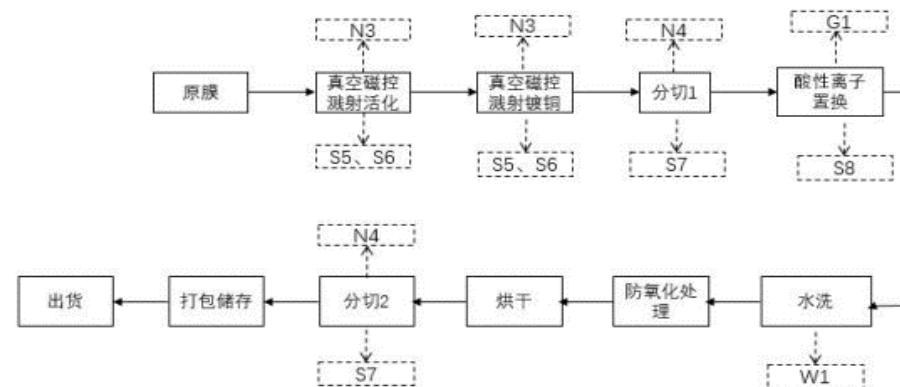 N3
N3
N4
G1
原膜
真空磁控
溅射活化
真空磁控
溅射镀铜
分切1
酸性离子
置换
S5、S6
S5、S6
S7
S8
N4
出货
打包储存
分切2
烘干
防氧化处
理
水洗
S7
W1